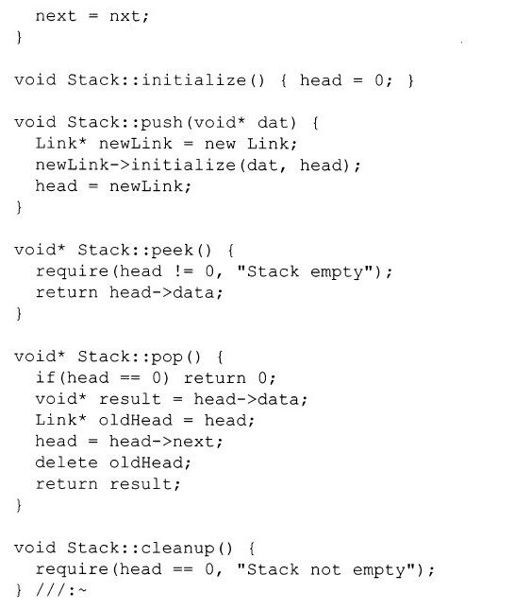 next = nxt;
}

void Stack::initialize() { head = 0; }

void Stack::push(void* dat) {
  Link* newLink = new Link;
  newLink->initialize(dat, head);
  head = newLink;
}

void* Stack::peek() {
  require(head != 0, "Stack empty");
  return head->data;
}

void* Stack::pop() {
  if(head == 0) return 0;
  void* result = head->data;
  Link* oldHead = head;
  head = head->next;
  delete oldHead;
  return result;
}

void Stack::cleanup() {
  require(head == 0, "Stack not empty");
} ///:~